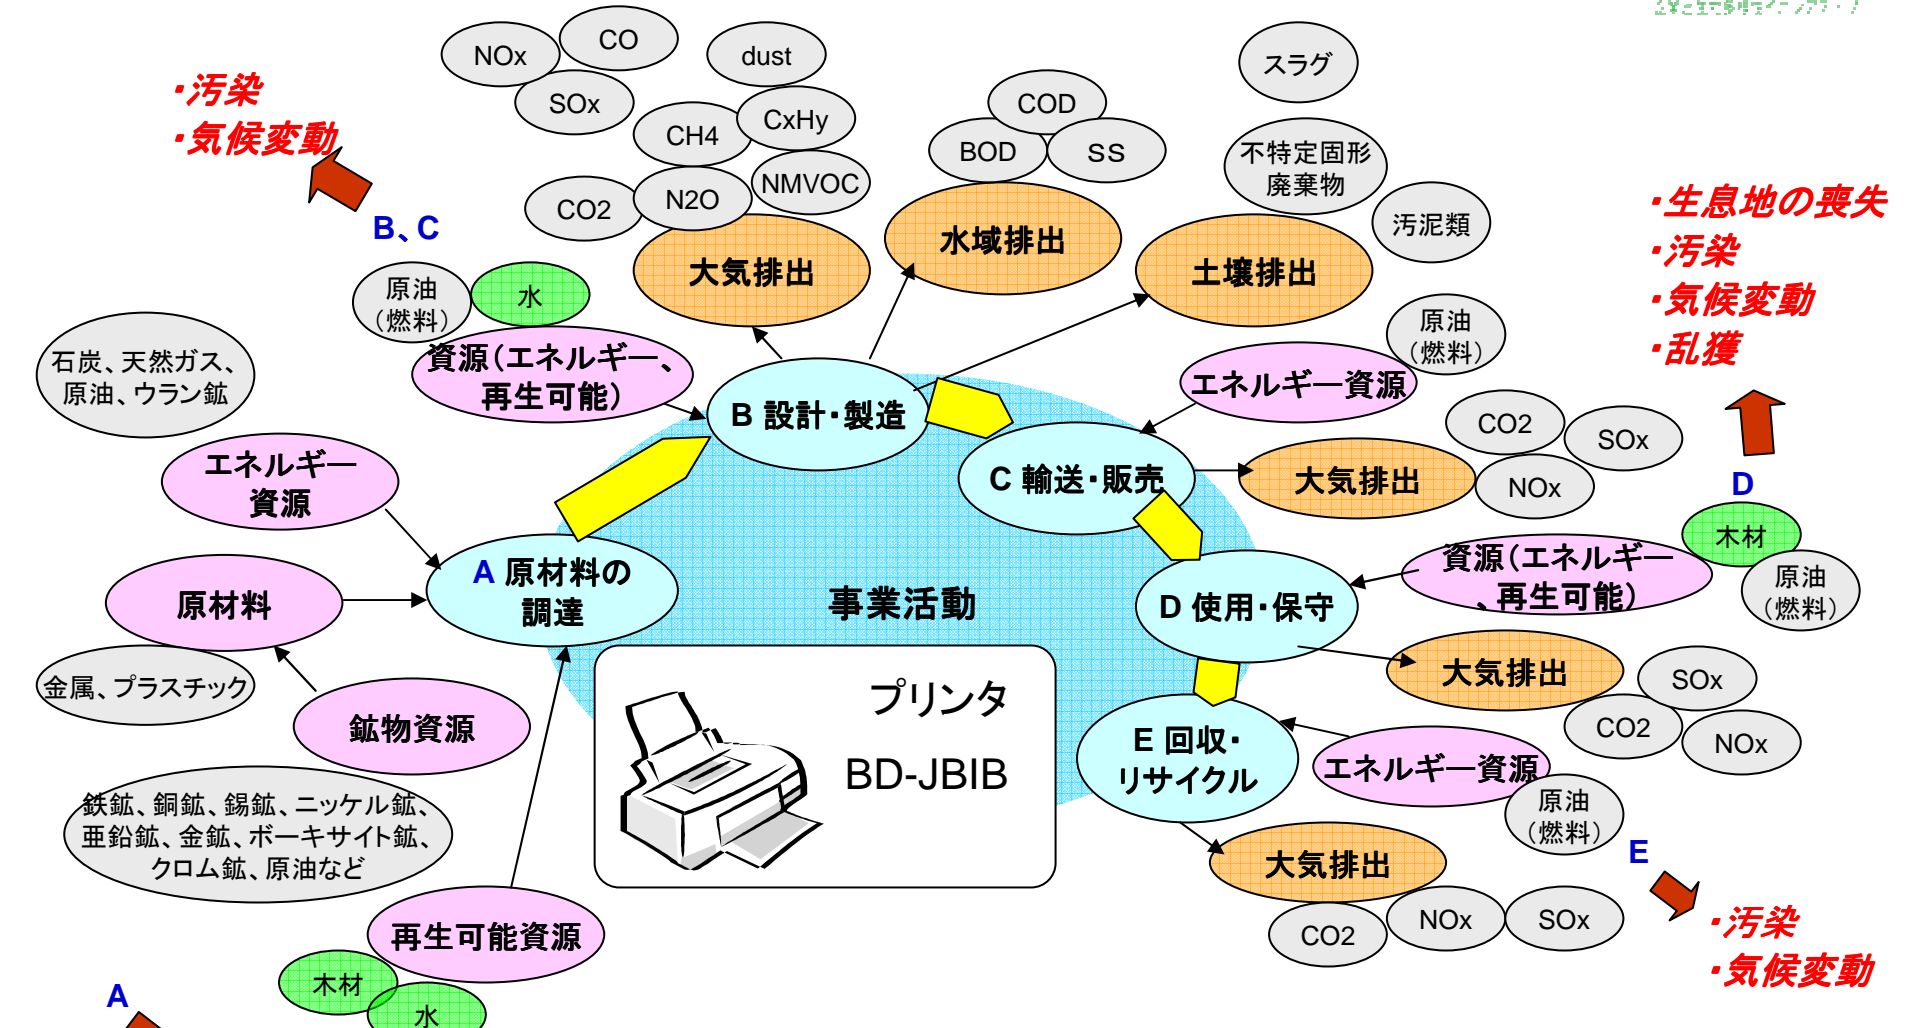 NOx
CO
dust
スラグ
・汚染
・気候変動
SOx
CH4
CxHy
COD
BOD
SS
不特定固形
廃棄物
CO2
N2O
NMVOC
汚泥類
B、C
大気排出
水域排出
土壌排出
・生息地の喪失
・汚染
・気候変動
・乱獲
原油
（燃料）
水
資源（エネルギー、
再生可能）
石炭、天然ガス、
原油、ウラン鉱
B 設計・製造
エネルギー資源
原油
（燃料）
CO2
SOx
NOx
エネルギー
資源
C 輸送・販売
大気排出
D
木材
原油
（燃料）
資源（エネルギー
、再生可能）
A 原材料の
調達
事業活動
D 使用・保守
原材料
金属、プラスチック
鉱物資源
プリンタ
BD-JBIB
大気排出
SOx
CO2
NOx
E 回収・
リサイクル
エネルギー資源
原油
（燃料）
鉄鉱、銅鉱、錫鉱、ニッケル鉱、
亜鉛鉱、金鉱、ボーキサイト鉱、
クロム鉱、原油など
大気排出
CO2
NOx
SOx
E
・汚染
・気候変動
再生可能資源
木材
水
A